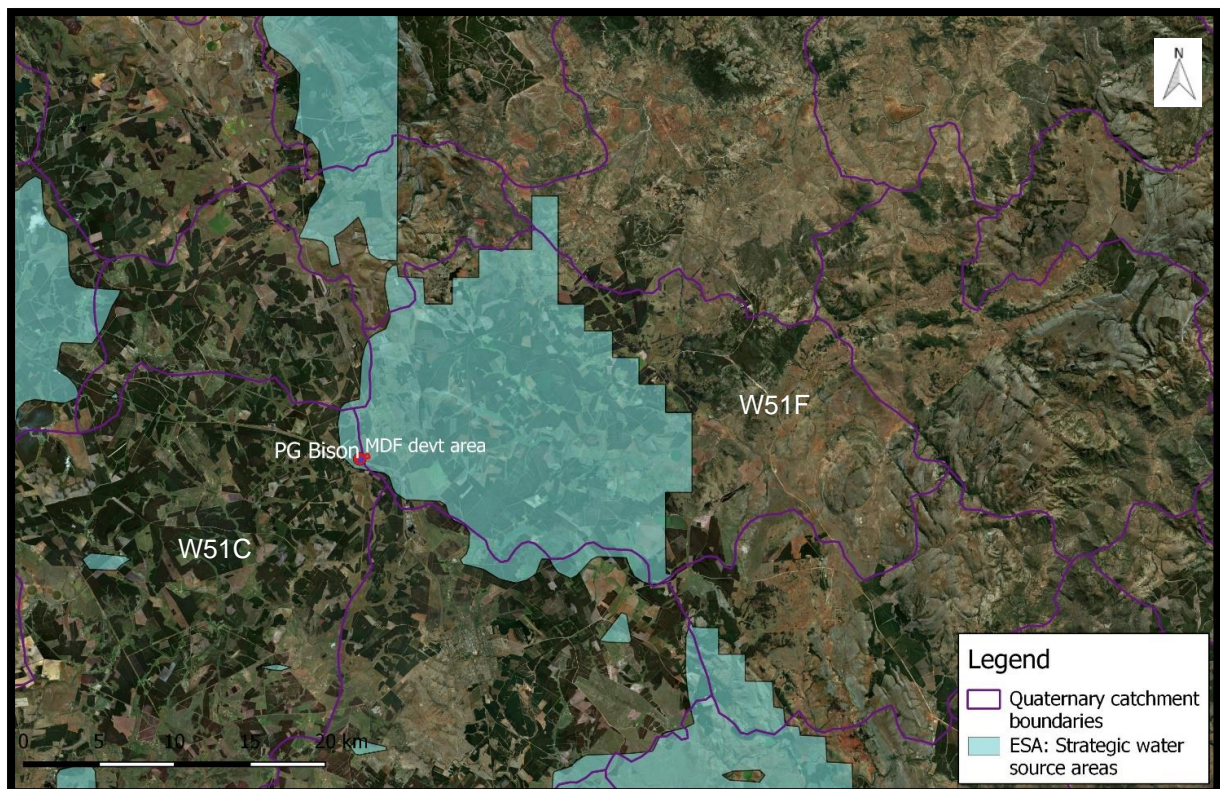 N
W51F
PG Bison MDF devt area
W51C
Legend
Quaternary catchment
boundaries
ESA: Strategic water
source areas
0 5 10 15 20 km